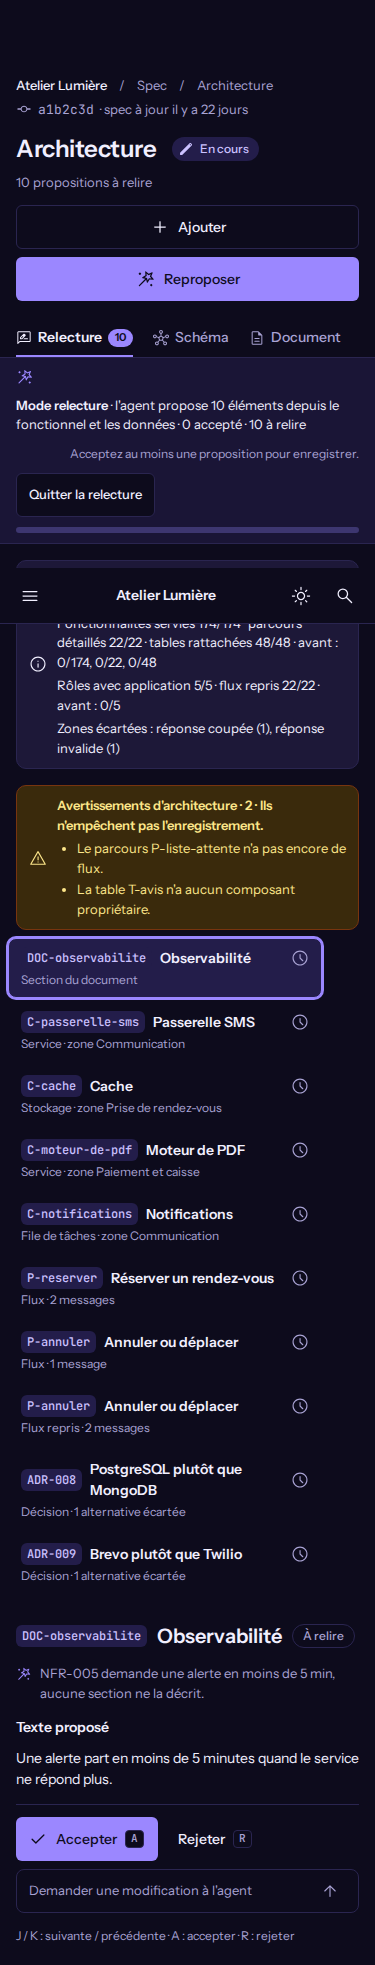 Atelier Lumière / Spec / Architecture
a1b2c3d · spec à jour il y a 22 jours
Architecture En cours
10 propositions à relire
Ajouter
Reproposer
Relecture 10 Schéma Document
Mode relecture · l'agent propose 10 éléments depuis le
fonctionnel et les données · 0 accepté · 10 à relire
Acceptez au moins une proposition pour enregistrer.
Quitter la relecture
Atelier Lumière
Fonctionnalités servies 174/174 · parcours
détaillés 22/22 · tables rattachées 48/48 · avant :
0/174, 0/22, 0/48
Rôles avec application 5/5 · flux repris 22/22 ·
avant : 0/5
Zones écartées : réponse coupée (1), réponse
invalide (1)
Avertissements d'architecture · 2 · Ils
n'empêchent pas l'enregistrement.
• Le parcours P-liste-attente n'a pas encore de
flux.
• La table T-avis n'a aucun composant
propriétaire.
DOC-observabilite Observabilité
Section du document
C-passerelle-sms Passerelle SMS
Service · zone Communication
C-cache Cache
Stockage · zone Prise de rendez-vous
C-moteur-de-pdf Moteur de PDF
Service · zone Paiement et caisse
C-notifications Notifications
File de tâches · zone Communication
P-reserver Réserver un rendez-vous
Flux · 2 messages
P-annuler Annuler ou déplacer
Flux · 1 message
P-annuler Annuler ou déplacer
Flux repris · 2 messages
ADR-008 PostgreSQL plutôt que
MongoDB
Décision · 1 alternative écartée
ADR-009 Brevo plutôt que Twilio
Décision · 1 alternative écartée
DOC-observabilite Observabilité À relire
NFR-005 demande une alerte en moins de 5 min,
aucune section ne la décrit.
Texte proposé
Une alerte part en moins de 5 minutes quand le service
ne répond plus.
Accepter A Rejeter R
Demander une modification à l'agent
J / K : suivante / précédente · A : accepter · R : rejeter